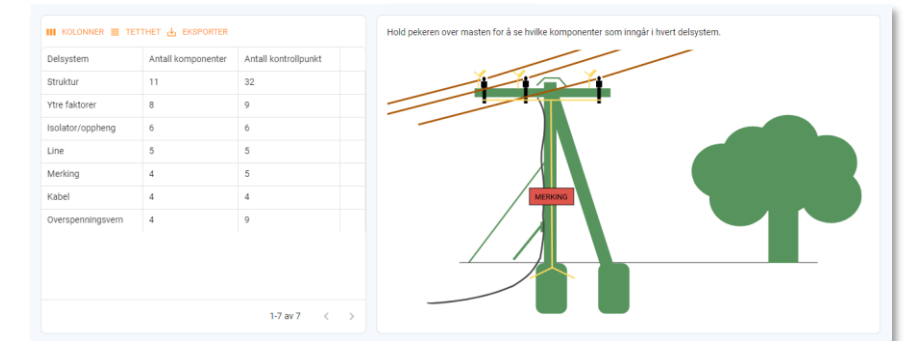 KOLONNER TETTHET EKSPORTER
Delsystem Antall komponenter Antall kontrollpunkt
Struktur 11 32
Ytre faktorer 8 9
Isolator/oppheng 6 6
Line 5 5
Merking 4 5
Kabel 4 4
Overspenningsvern 4 9
1-7 av 7
Hold pekeren over masten for å se hvilke komponenter som inngår i hvert delsystem.
MERKING